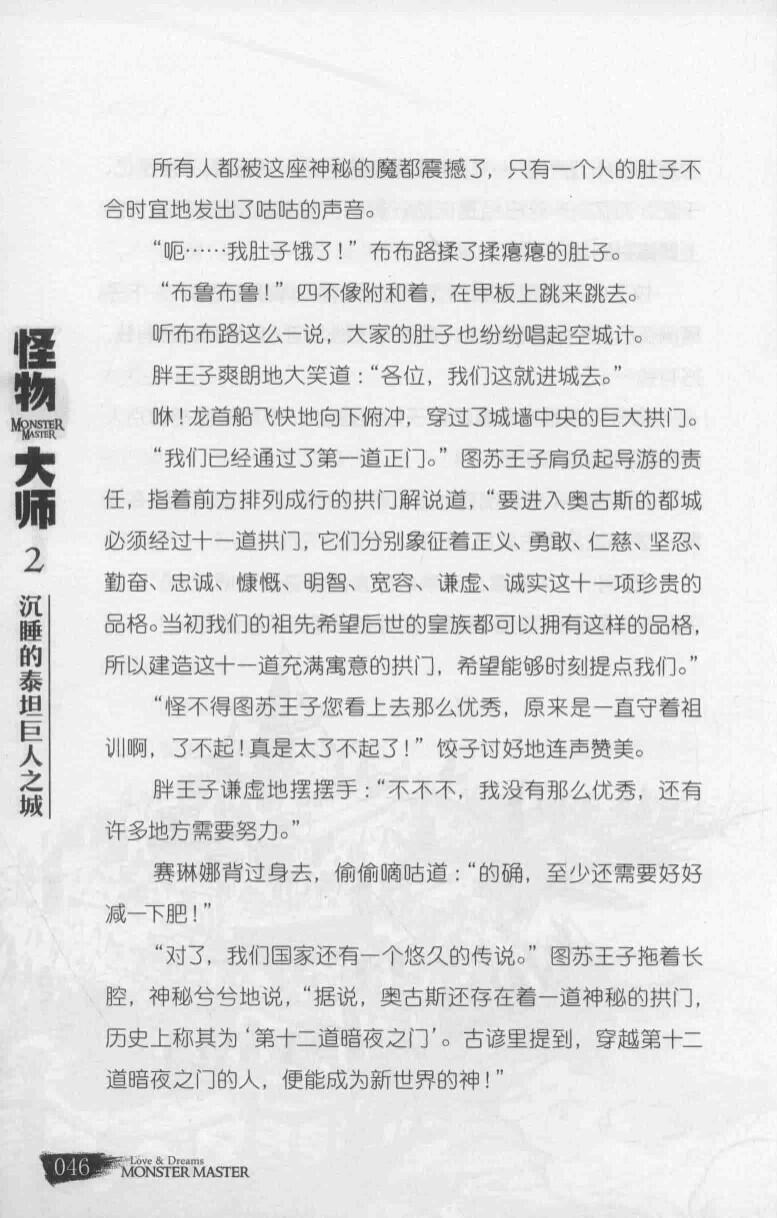 所有人都被这座神秘的魔都震撼了，只有一个人的肚子不
合时宜地发出了咕咕的声音。
“呃……我肚子饿了！”布布路揉了揉瘪瘪的肚子。
“布鲁布鲁！”四不像附和着，在甲板上跳来跳去。
听布布路这么一说，大家的肚子也纷纷唱起空城计。
胖王子爽朗地大笑道：“各位，我们这就进城去。”
咻！龙首船飞快地向下俯冲，穿过了城墙中央的巨大拱门。
“我们已经通过了第一道正门。”图苏王子肩负起导游的责
任，指着前方排列成行的拱门解说道，“要进入奥古斯的都城
必须经过十一道拱门，它们分别象征着正义、勇敢、仁慈、坚忍、
勤奋、忠诚、慷慨、明智、宽容、谦虚、诚实这十一项珍贵的
品格。当初我们的祖先希望后世的皇族都可以拥有这样的品格，
所以建造这十一道充满寓意的拱门，希望能够时刻提点我们。”
“怪不得图苏王子您看上去那么优秀，原来是一直守着祖
训啊，了不起！真是太了不起了！”饺子讨好地连声赞美。
胖王子谦虚地摆摆手：“不不不，我没有那么优秀，还有
许多地方需要努力。”
赛琳娜背过身去，偷偷嘀咕道：“的确，至少还需要好好
减一下肥！”
“对了，我们国家还有一个悠久的传说。”图苏王子拖着长
腔，神秘兮兮地说，“据说，奥古斯还存在着一道神秘的拱门，
历史上称其为‘第十二道暗夜之门’。古谚里提到，穿越第十二
道暗夜之门的人，便能成为新世界的神！”
怪物
MONSTER
MASTER
大师
2
沉睡的泰坦巨人之城
046
Love & Dreams
MONSTER MASTER